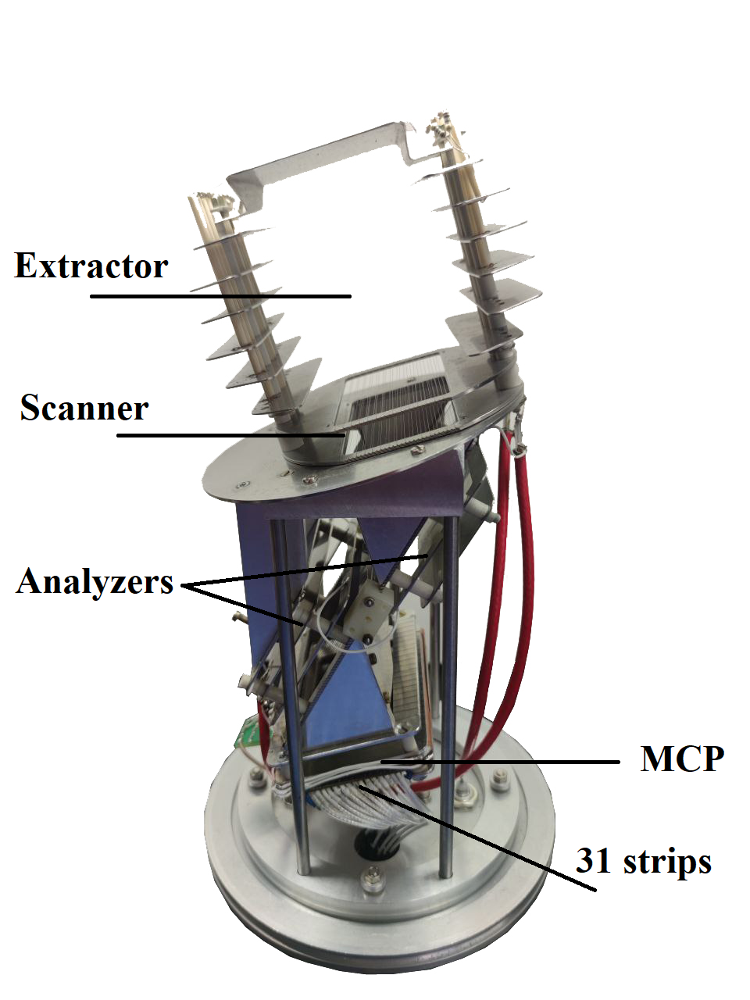 Extractor
Scanner
Analyzers
MCP
31 strips